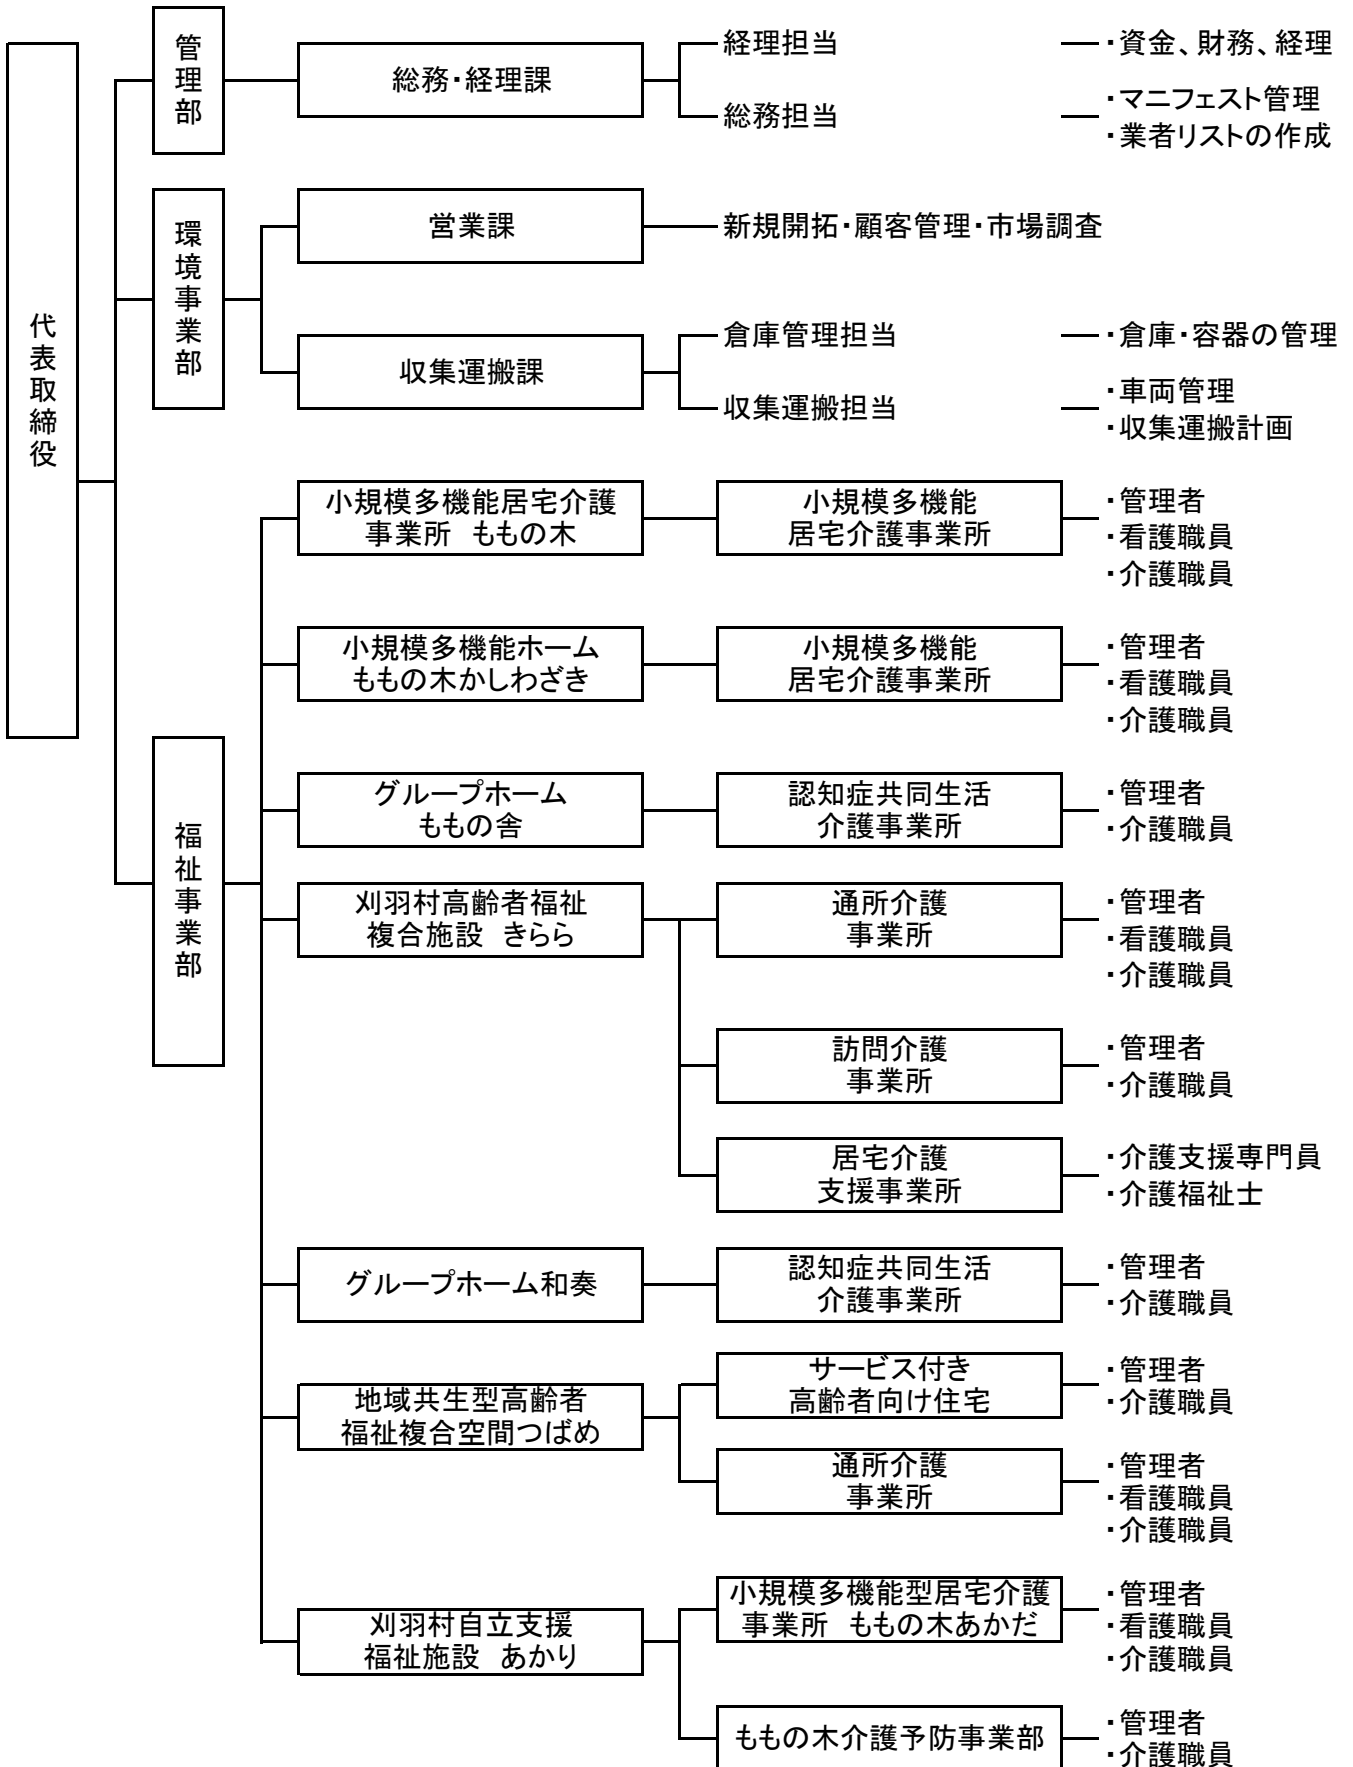 代表取締役
管理部
総務・経理課
経理担当
・資金、財務、経理
総務担当
・マニフェスト管理
・業者リストの作成
環境事業部
営業課
新規開拓・顧客管理・市場調査
収集運搬課
倉庫管理担当
・倉庫・容器の管理
収集運搬担当
・車両管理
・収集運搬計画
福祉事業部
小規模多機能居宅介護
事業所　ももの木
小規模多機能
居宅介護事業所
・管理者
・看護職員
・介護職員
小規模多機能ホーム
ももの木かしわざき
小規模多機能
居宅介護事業所
・管理者
・看護職員
・介護職員
グループホーム
ももの舎
認知症共同生活
介護事業所
・管理者
・介護職員
刈羽村高齢者福祉
複合施設　きらら
通所介護
事業所
・管理者
・看護職員
・介護職員
訪問介護
事業所
・管理者
・介護職員
居宅介護
支援事業所
・介護支援専門員
・介護福祉士
グループホーム和奏
認知症共同生活
介護事業所
・管理者
・介護職員
地域共生型高齢者
福祉複合空間つばめ
サービス付き
高齢者向け住宅
・管理者
・介護職員
通所介護
事業所
・管理者
・看護職員
・介護職員
刈羽村自立支援
福祉施設　あかり
小規模多機能型居宅介護
事業所　ももの木あかだ
・管理者
・看護職員
・介護職員
ももの木介護予防事業部
・管理者
・介護職員